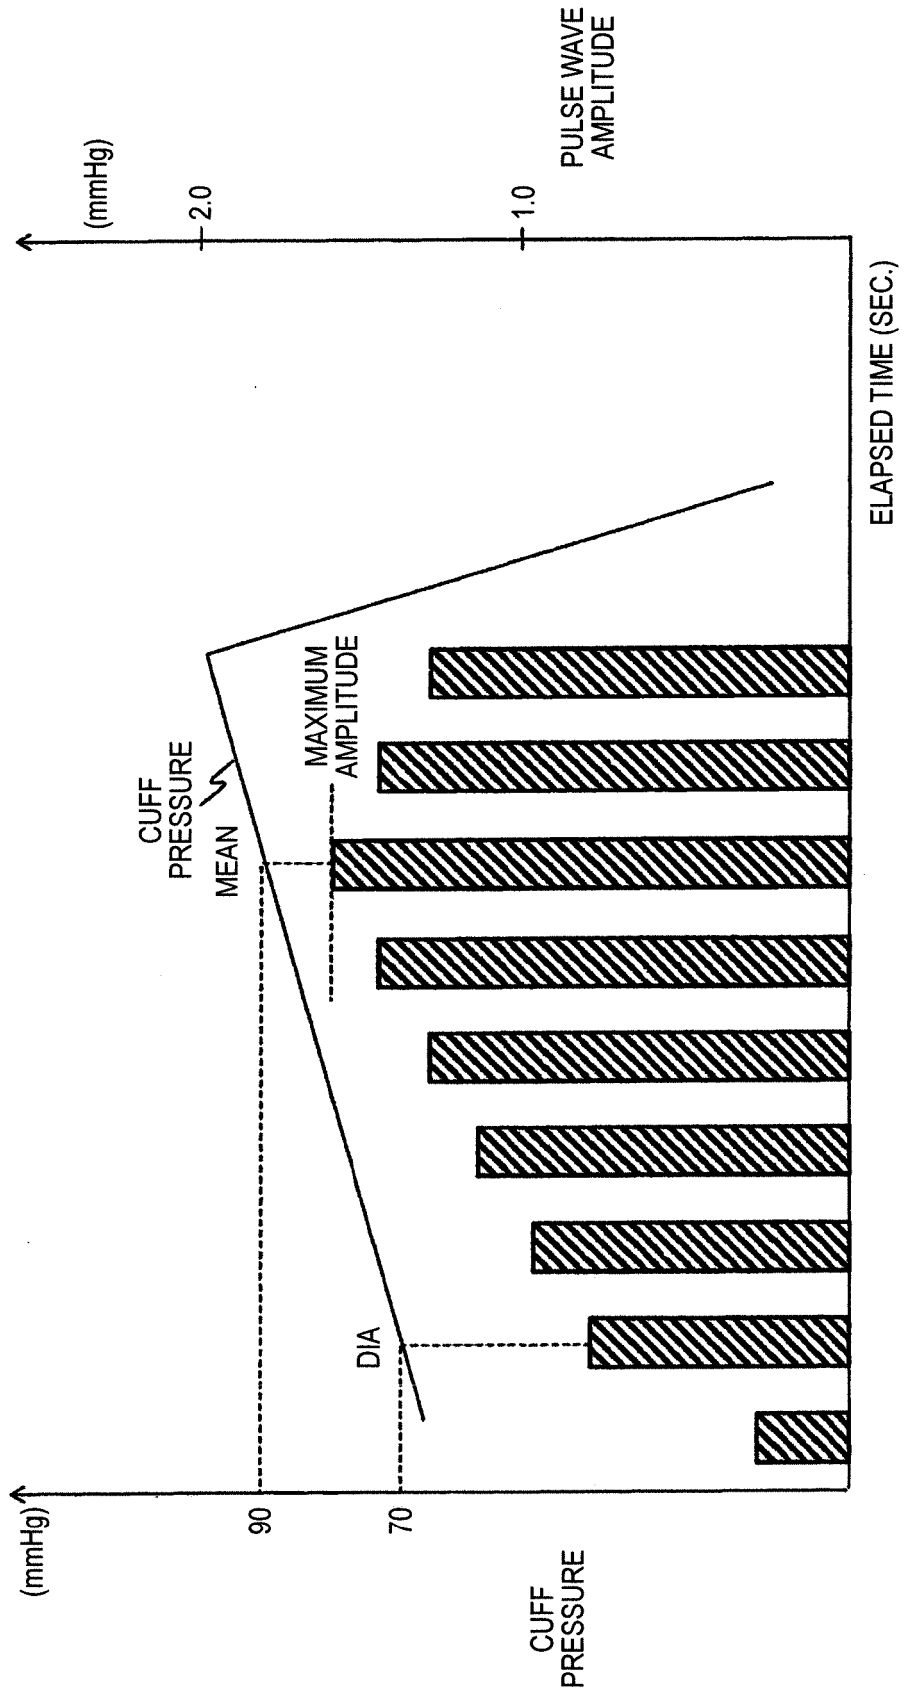 (mmHg)
CUFF
PRESSURE
90
70
DIA
MEAN
CUFF
PRESSURE
MAXIMUM
AMPLITUDE
(mmHg)
2.0
1.0
PULSE WAVE
AMPLITUDE
ELAPSED TIME (SEC.)